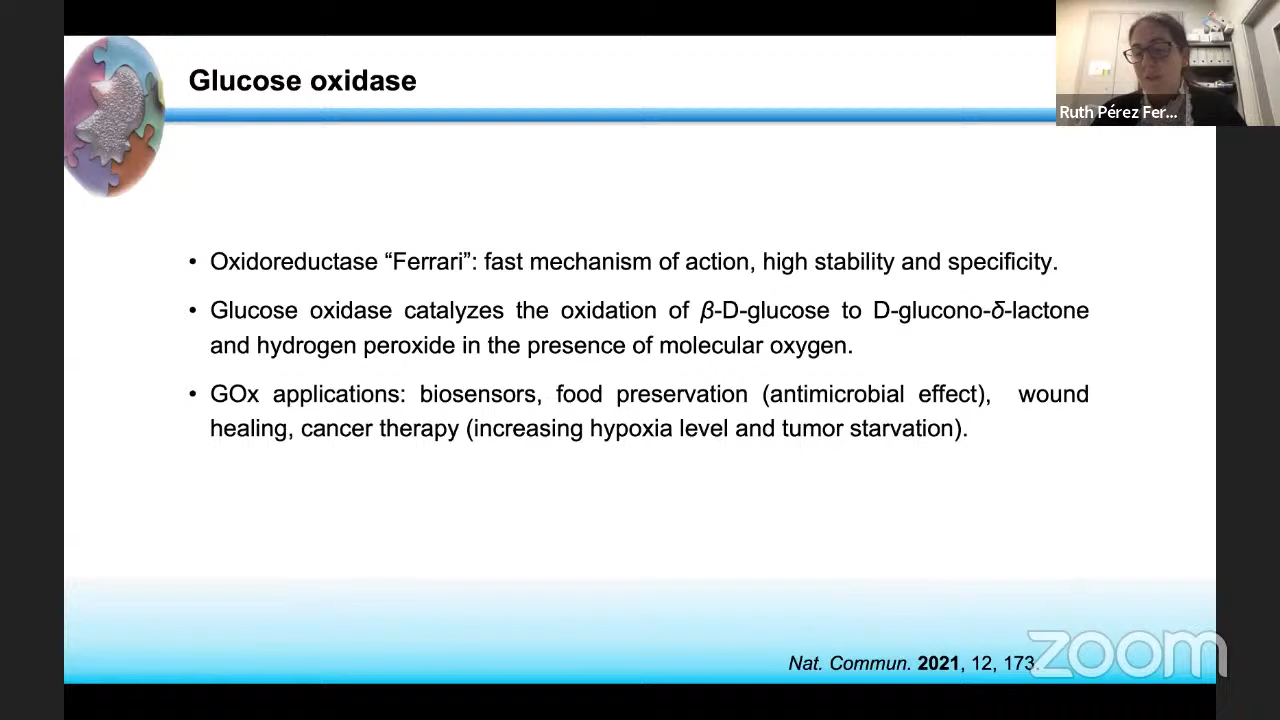 Glucose oxidase
Ruth Pérez Fer...
• Oxidoreductase “Ferrari”: fast mechanism of action, high stability and specificity.
• Glucose oxidase catalyzes the oxidation of β-D-glucose to D-glucono-δ-lactone
and hydrogen peroxide in the presence of molecular oxygen.
• GOx applications: biosensors, food preservation (antimicrobial effect), wound
healing, cancer therapy (increasing hypoxia level and tumor starvation).
Nat. Commun. 2021, 12, 173.
zoom